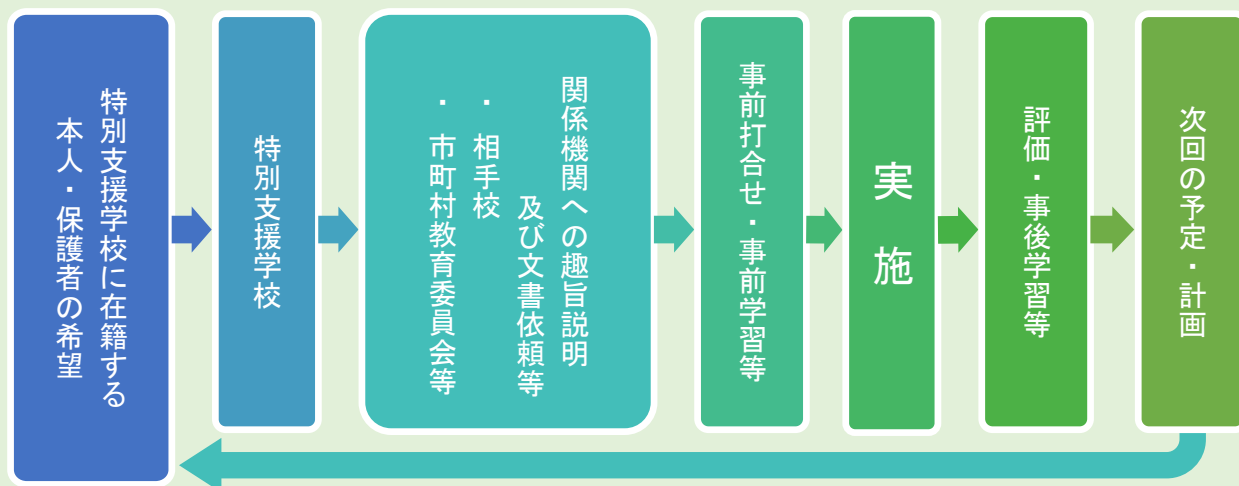 特別支援学校に在籍する
本人・保護者の希望
特別支援学校
関係機関への趣旨説明
及び文書依頼等
・相手校
・市町村教育委員会等
事前打合せ・事前学習等
実施
評価・事後学習等
次回の予定・計画